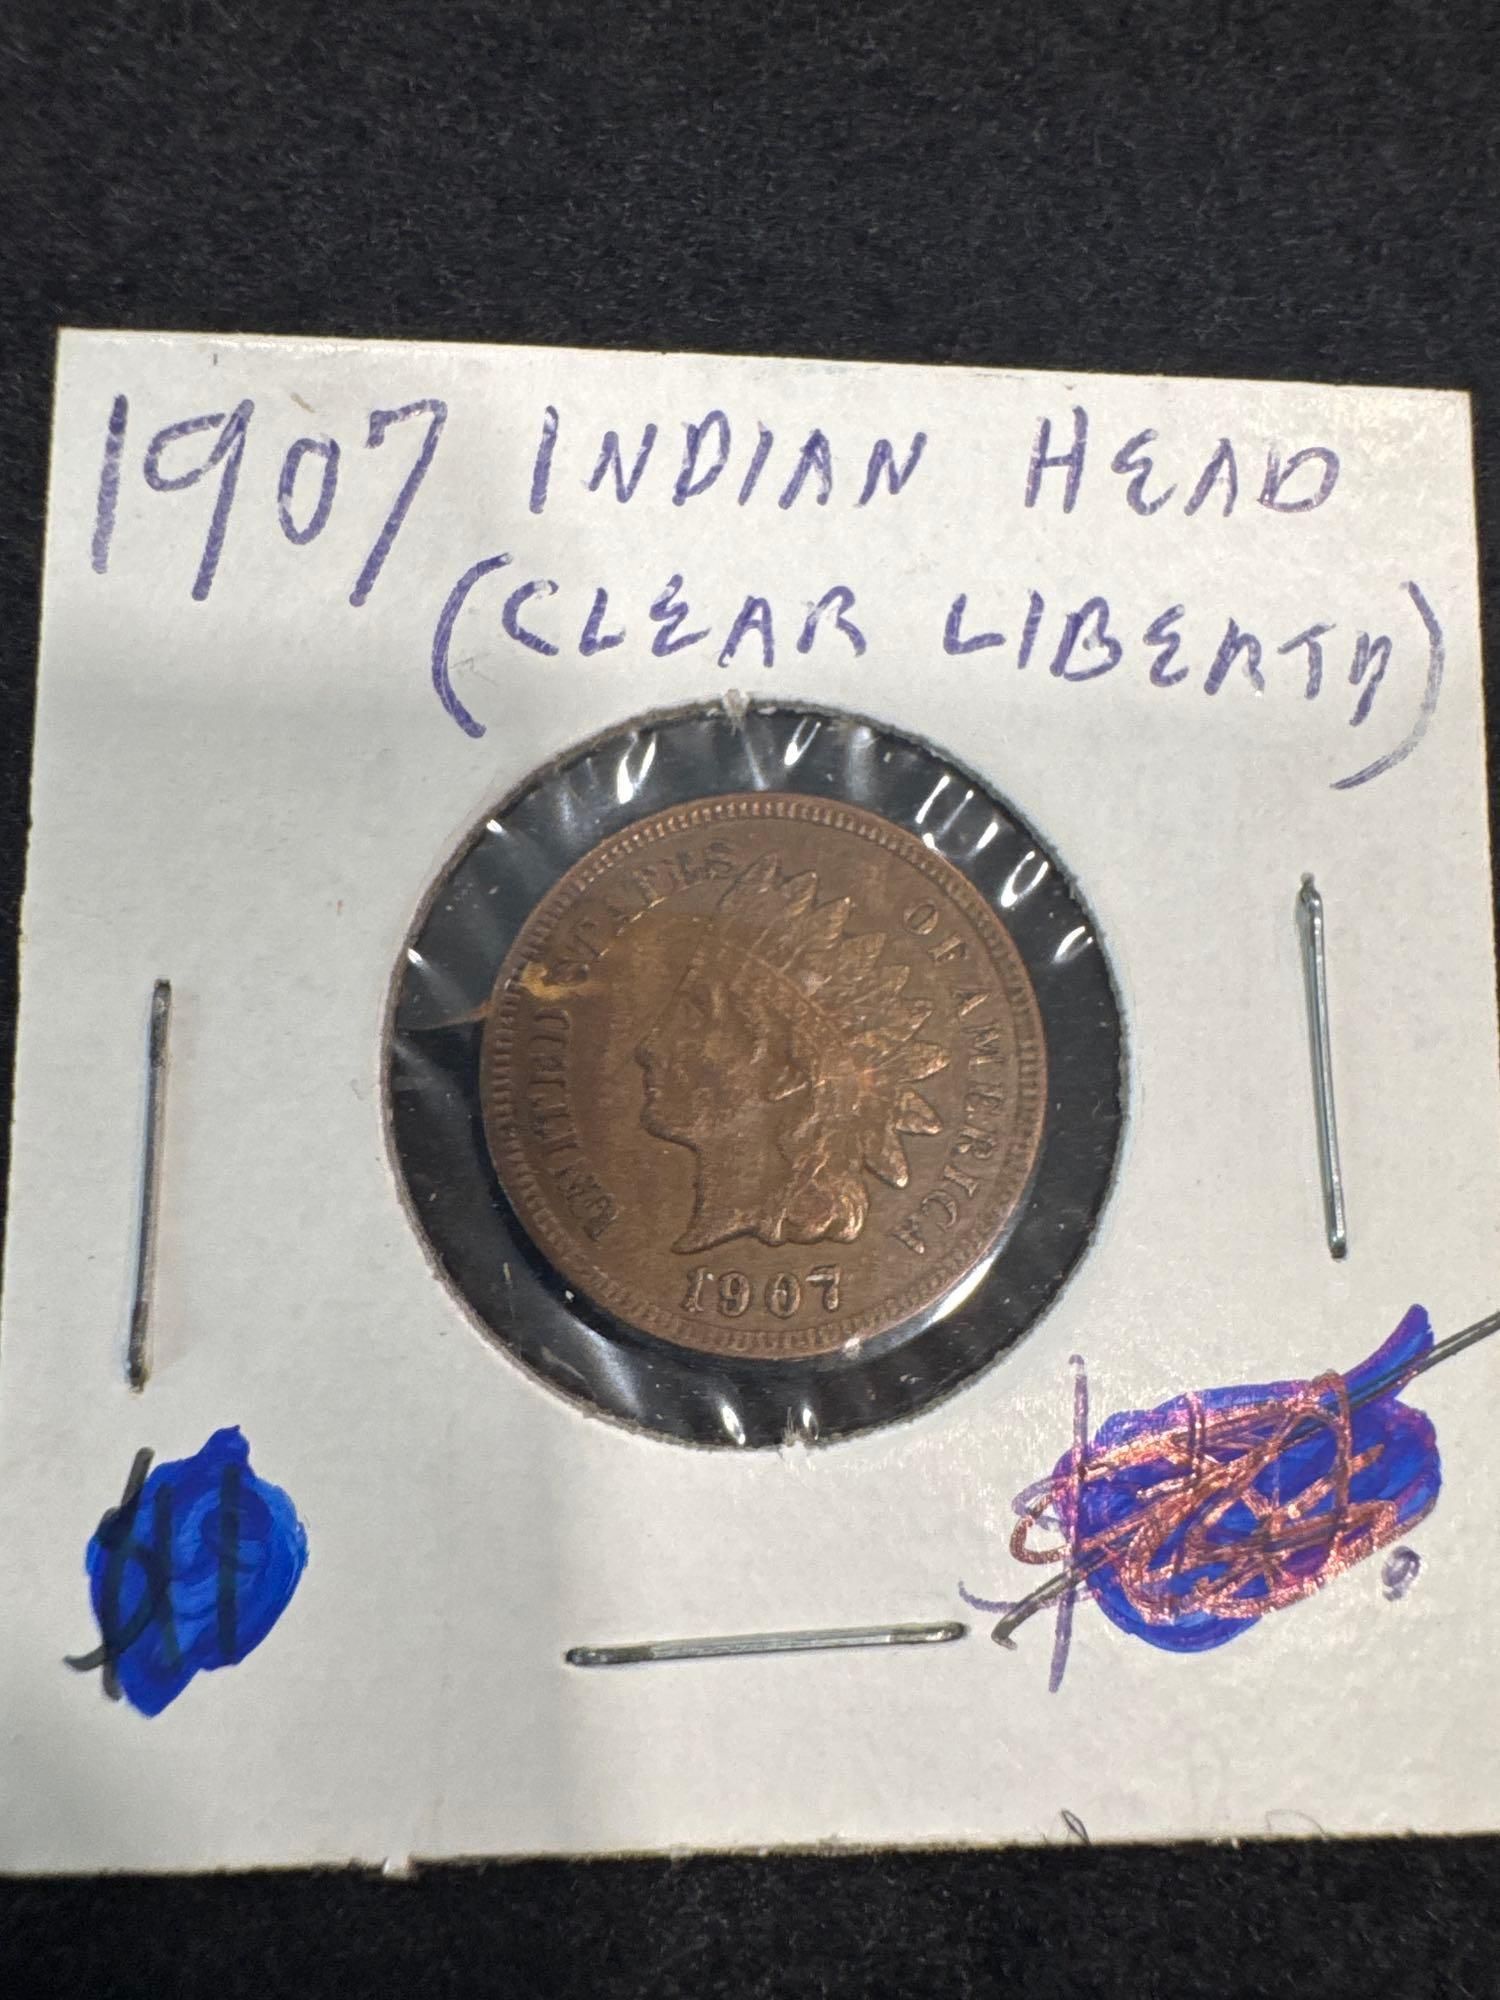 1907 INDIAN HEAD
(CLEAR LIBERTY)
UNITED STATES OF AMERICA
1907